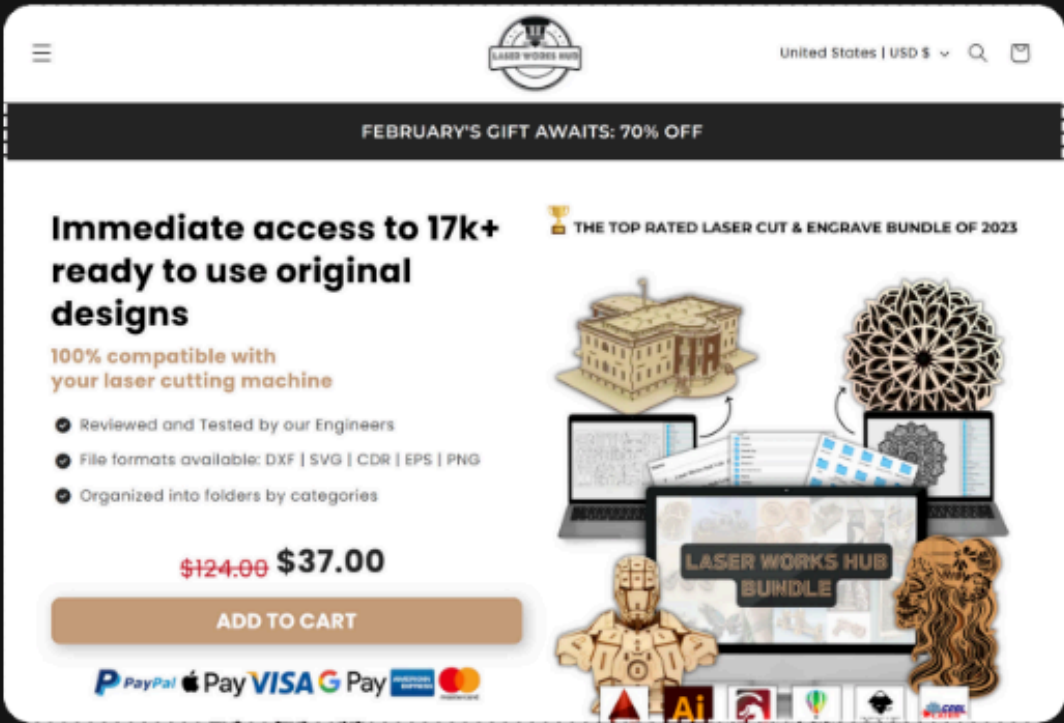 LASER WORKS HUB
United States | USD $
FEBRUARY'S GIFT AWAITS: 70% OFF
Immediate access to 17k+
ready to use original
designs
100% compatible with
your laser cutting machine
Reviewed and Tested by our Engineers
File formats available: DXF | SVG | CDR | EPS | PNG
Organized into folders by categories
$124.00 $37.00
ADD TO CART
PayPal Pay VISA G Pay AMERICAN EXPRESS mastercard
THE TOP RATED LASER CUT & ENGRAVE BUNDLE OF 2023
LASER WORKS HUB
BUNDLE
Ai